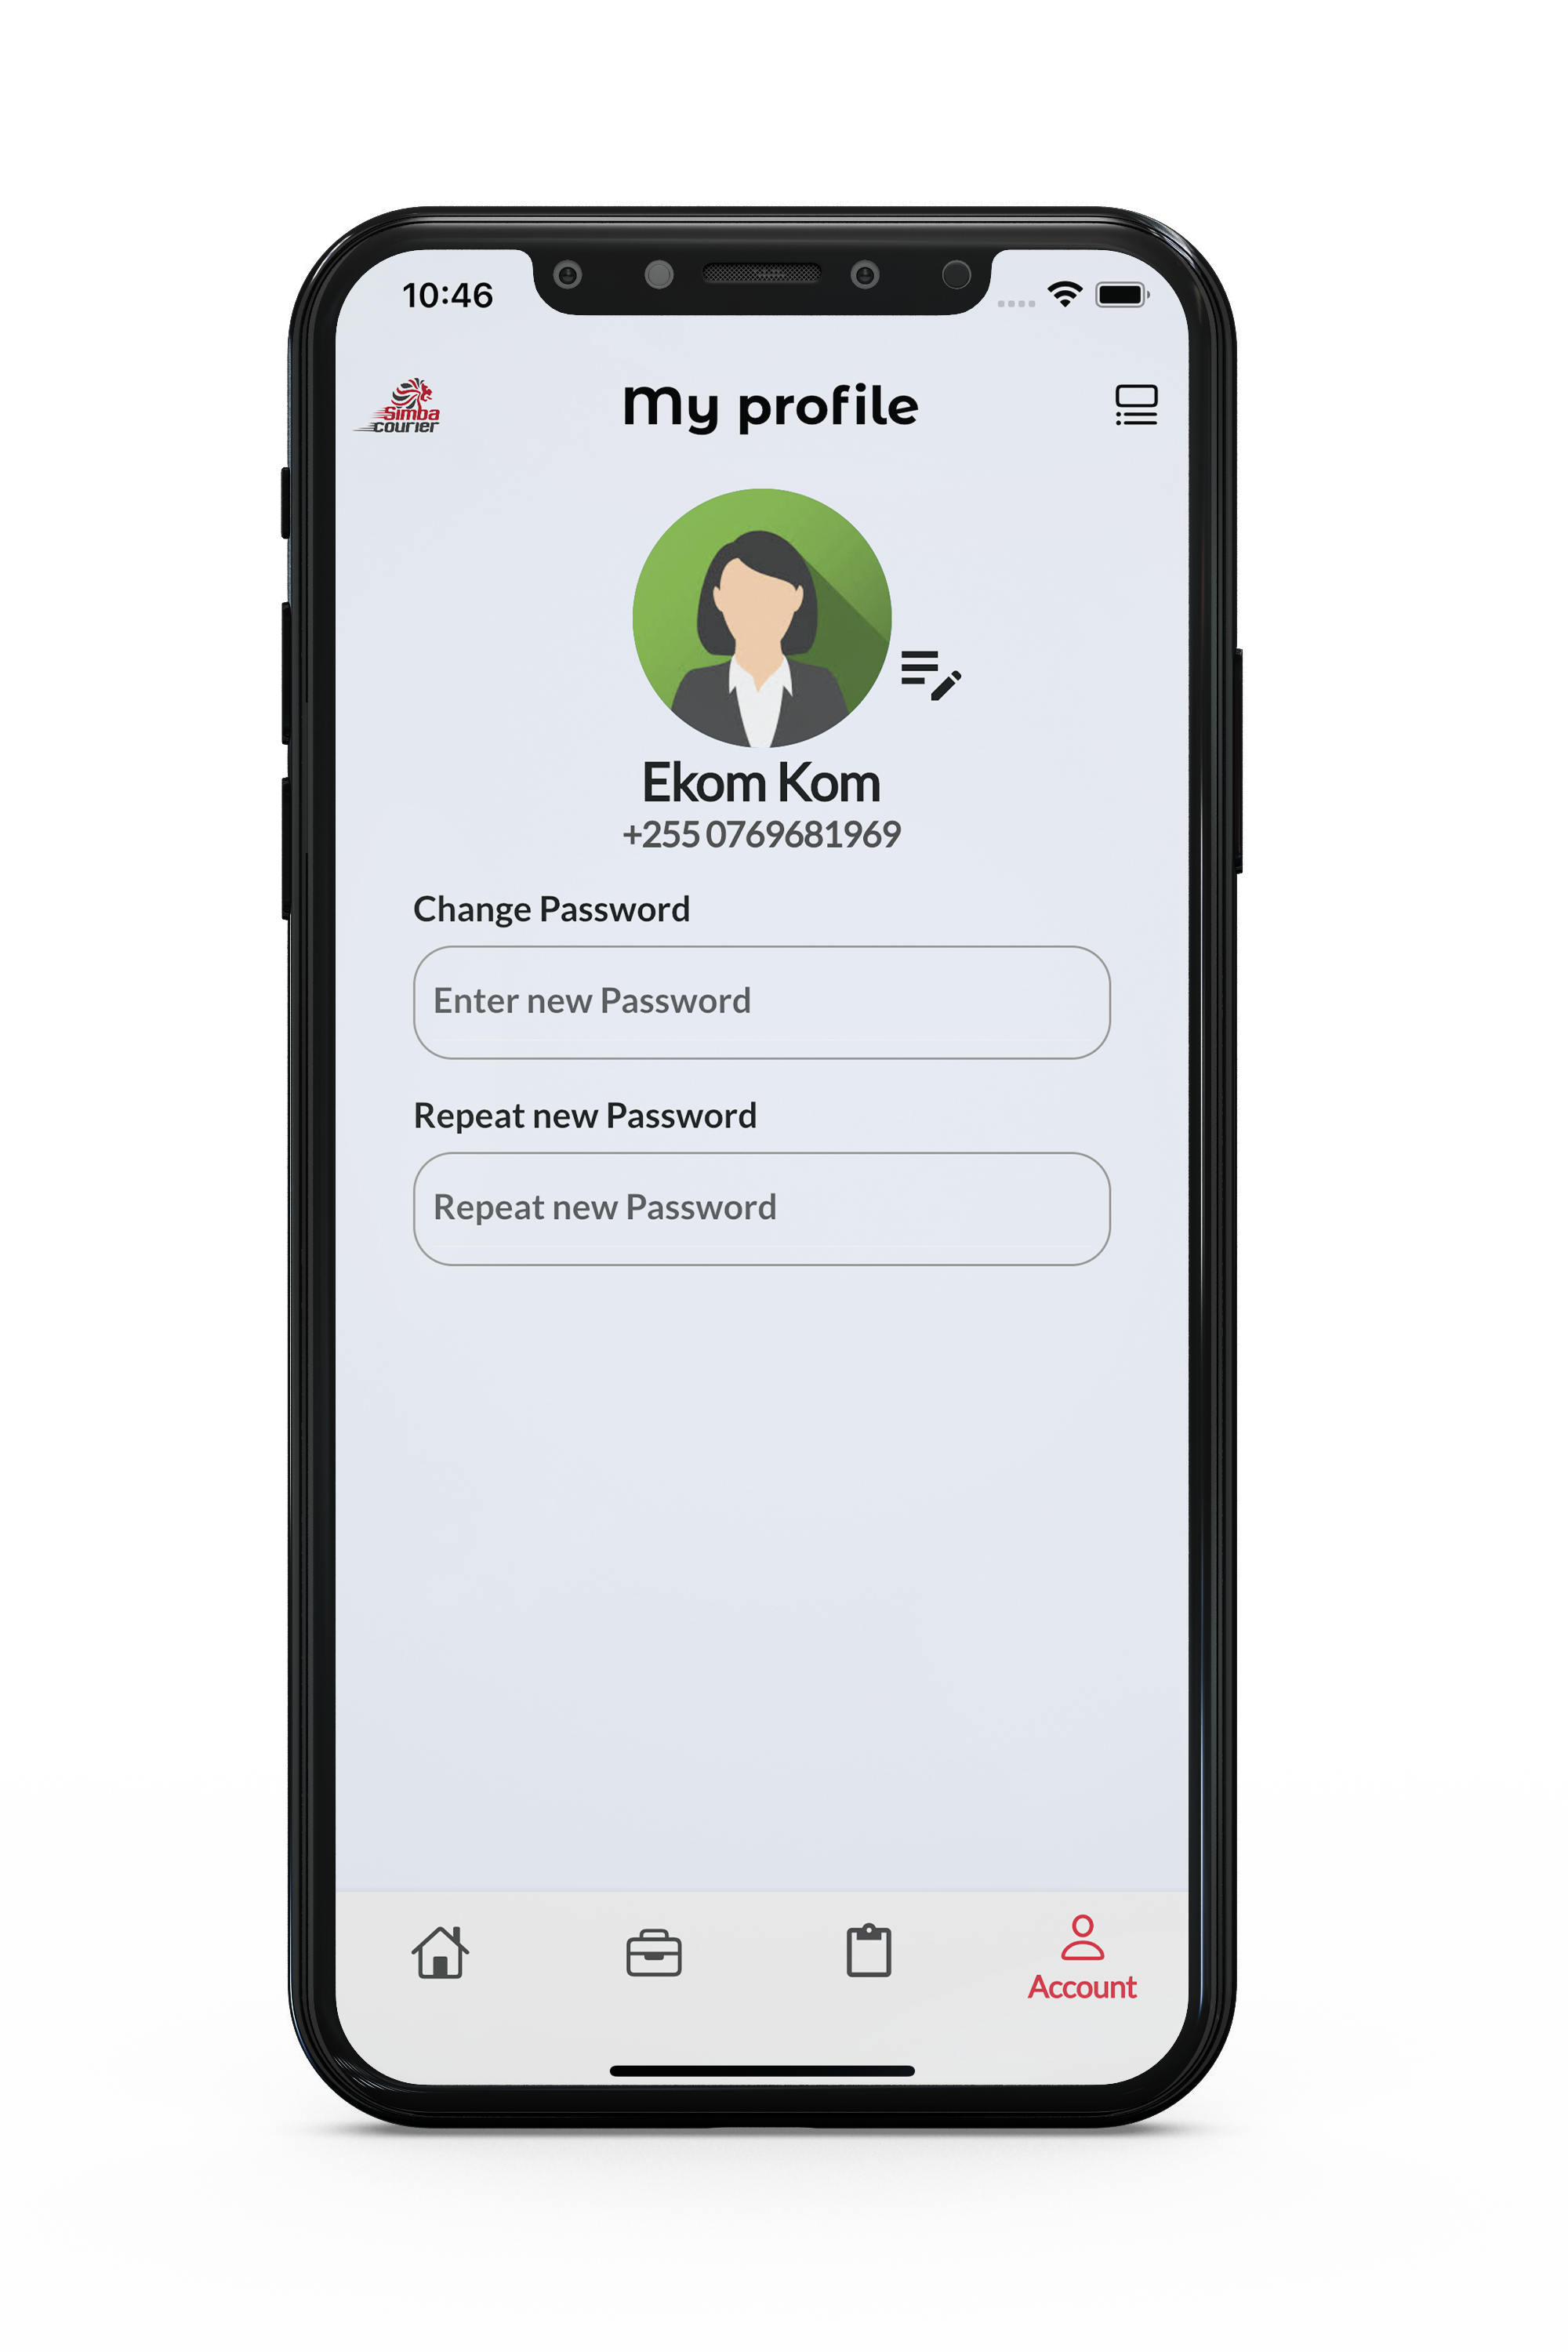 10:46
Simba
courier
My profile
Ekom Kom
+255 0769681969
Change Password
Enter new Password
Repeat new Password
Repeat new Password
Account